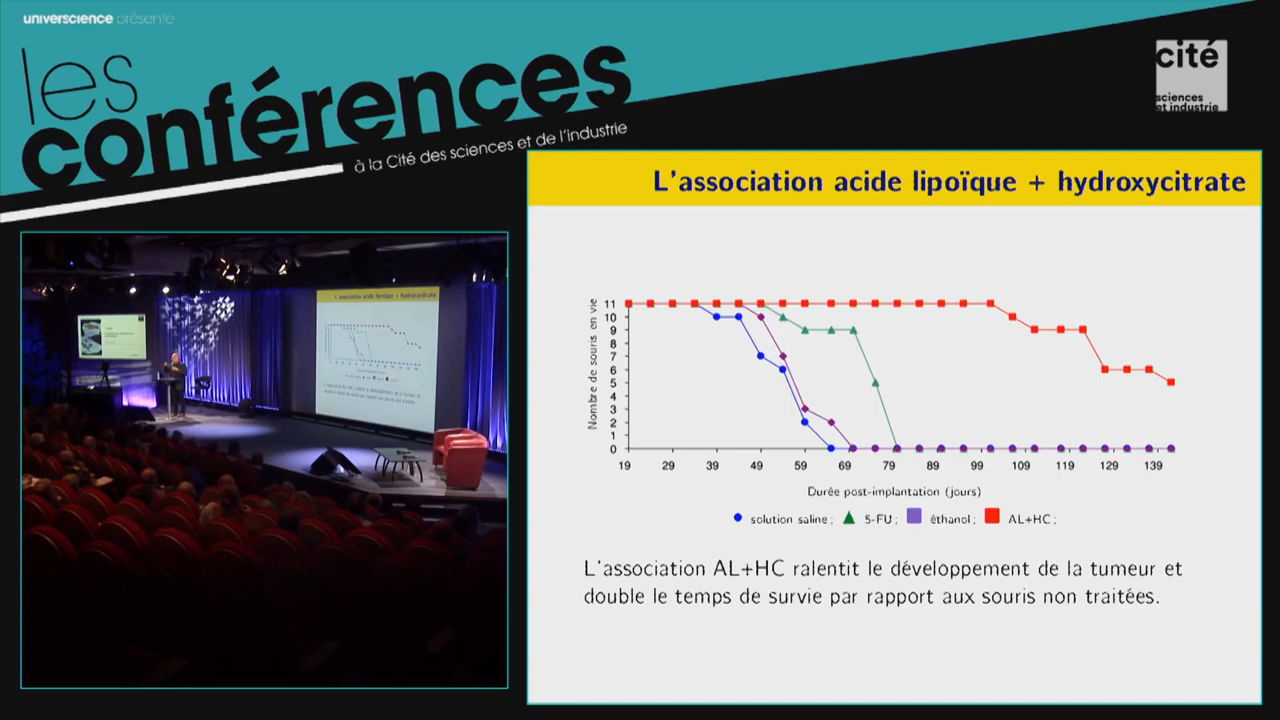 universcience présente
les
conférences
à la Cité des sciences et de l'industrie
cité
sciences
et industrie
L'association acide lipoïque + hydroxycitrate
Nombre de souris en vie
11
10
9
8
7
6
5
4
3
2
1
0
19 29 39 49 59 69 79 89 99 109 119 129 139
Durée post-implantation (jours)
solution saline ; 5-FU ; éthanol ; AL+HC ;
L'association AL+HC ralentit le développement de la tumeur et
double le temps de survie par rapport aux souris non traitées.
L'association acide lipoïque + hydroxycitrate